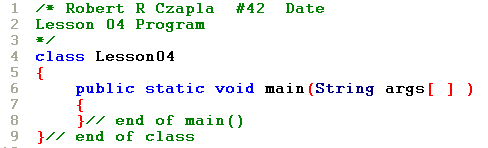 1 /* Robert R Czapla  #42  Date
2 Lesson 04 Program
3 */
4 class Lesson04
5 {
6     public static void main(String args[ ] )
7     {
8     }// end of main()
9 }// end of class